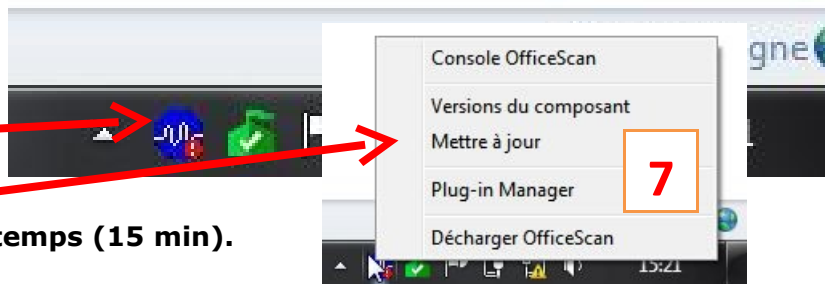 gne
Console OfficeScan
Versions du composant
Mettre à jour
Plug-in Manager
7
Décharger OfficeScan
temps (15 min).
15:21